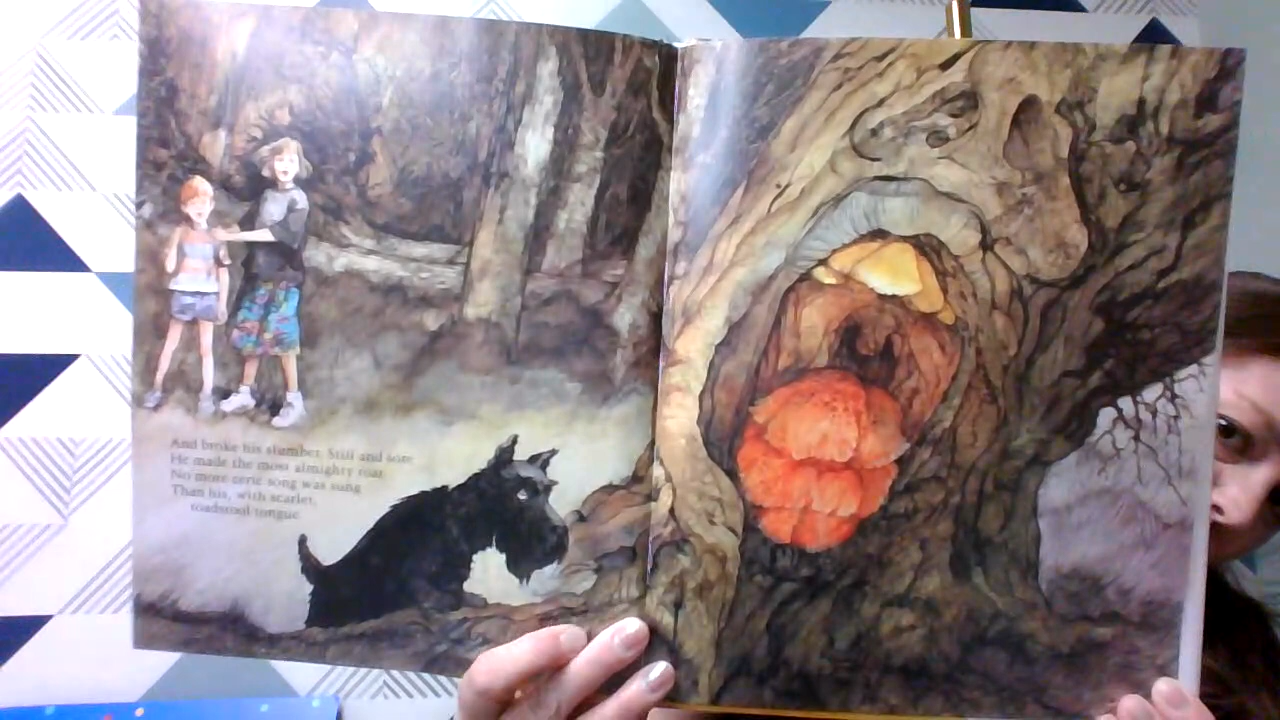 And broke his slumber. Still and sore
He made the most almighty roar.
No more eerie song was sung
Than his, with scarlet,
toadstool tongue.